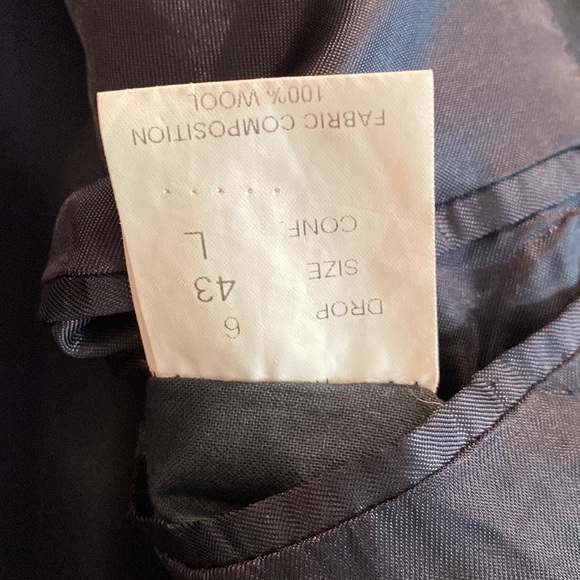 DROP 6
SIZE 43
CONF. L
. . . . . .
FABRIC COMPOSITION
100% WOOL